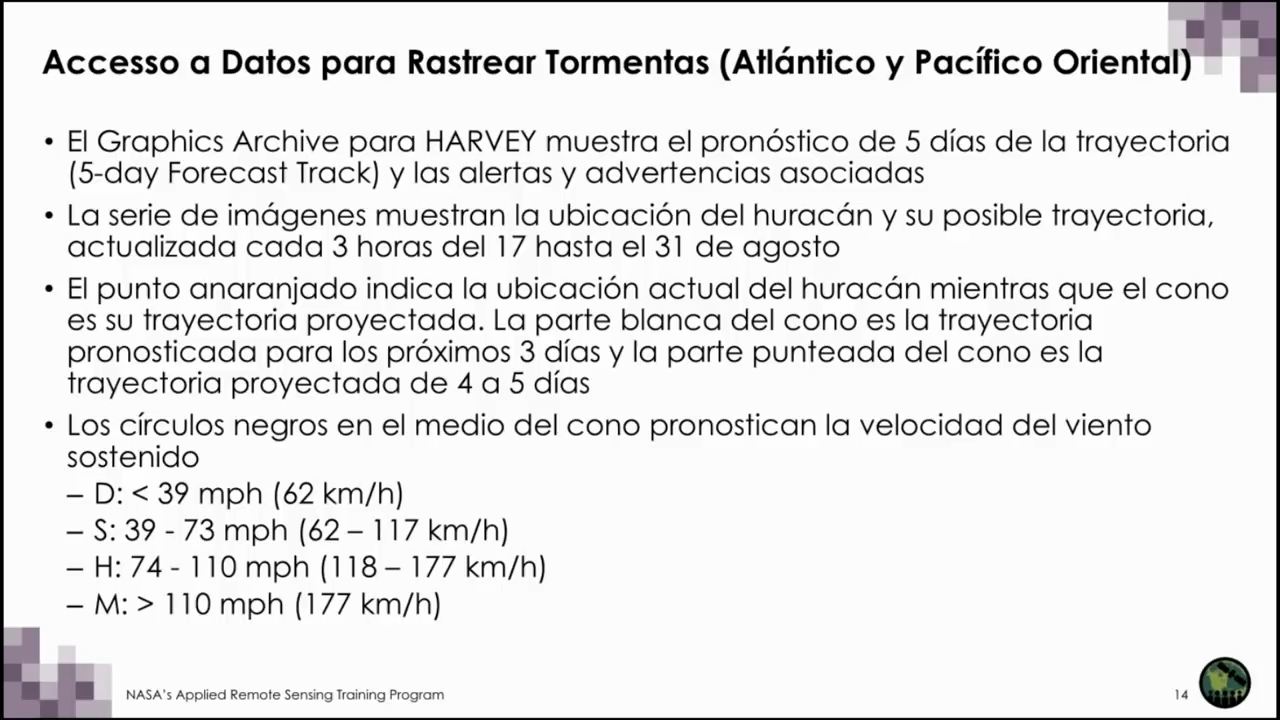 Accesso a Datos para Rastrear Tormentas (Atlántico y Pacífico Oriental)
• El Graphics Archive para HARVEY muestra el pronóstico de 5 días de la trayectoria
(5-day Forecast Track) y las alertas y advertencias asociadas
• La serie de imágenes muestran la ubicación del huracán y su posible trayectoria,
actualizada cada 3 horas del 17 hasta el 31 de agosto
• El punto anaranjado indica la ubicación actual del huracán mientras que el cono
es su trayectoria proyectada. La parte blanca del cono es la trayectoria
pronosticada para los próximos 3 días y la parte punteada del cono es la
trayectoria proyectada de 4 a 5 días
• Los círculos negros en el medio del cono pronostican la velocidad del viento
sostenido
– D: < 39 mph (62 km/h)
– S: 39 - 73 mph (62 – 117 km/h)
– H: 74 - 110 mph (118 – 177 km/h)
– M: > 110 mph (177 km/h)
NASA's Applied Remote Sensing Training Program
14